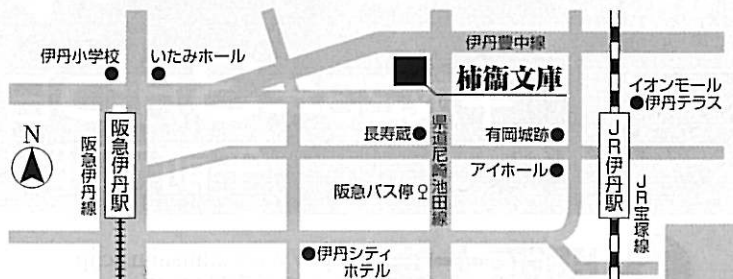 伊丹豊中線
伊丹小学校
いたみホール
柿衞文庫
イオンモール
伊丹テラス
N
阪急伊丹線
阪急伊丹駅
長寿蔵
県道尼崎池田線
有岡城跡
アイホール
阪急バス停
JR伊丹駅
JR宝塚線
伊丹シティ
ホテル